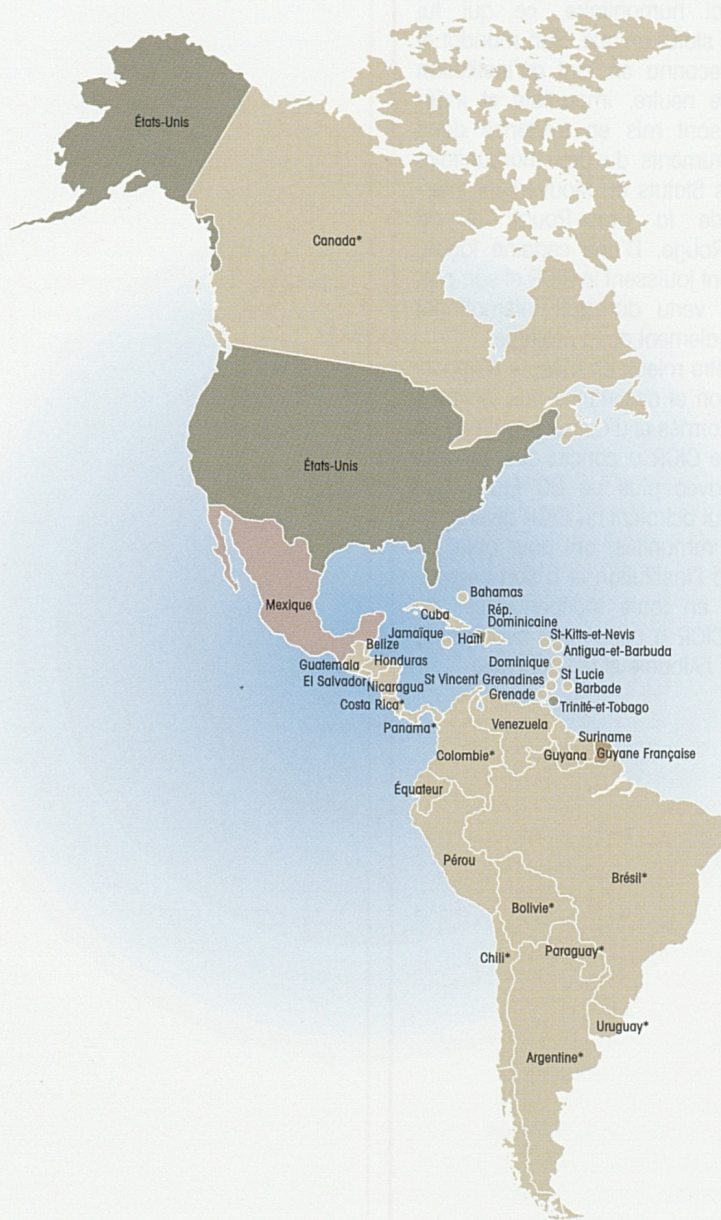 États-Unis
Canada*
États-Unis
Mexique
Bahamas
Cuba
Rép.
Dominicaine
Jamaïque
Haïti
St-Kitts-et-Nevis
Belize
Antigua-et-Barbuda
Guatemala
Honduras
Dominique
El Salvador
Nicaragua
St Vincent Grenadines
St Lucie
Barbade
Grenade
Costa Rica*
Trinité-et-Tobago
Panama*
Venezuela
Suriname
Colombie*
Guyana
Guyane Française
Équateur
Pérou
Brésil*
Bolivie*
Chili*
Paraguay*
Uruguay*
Argentine*